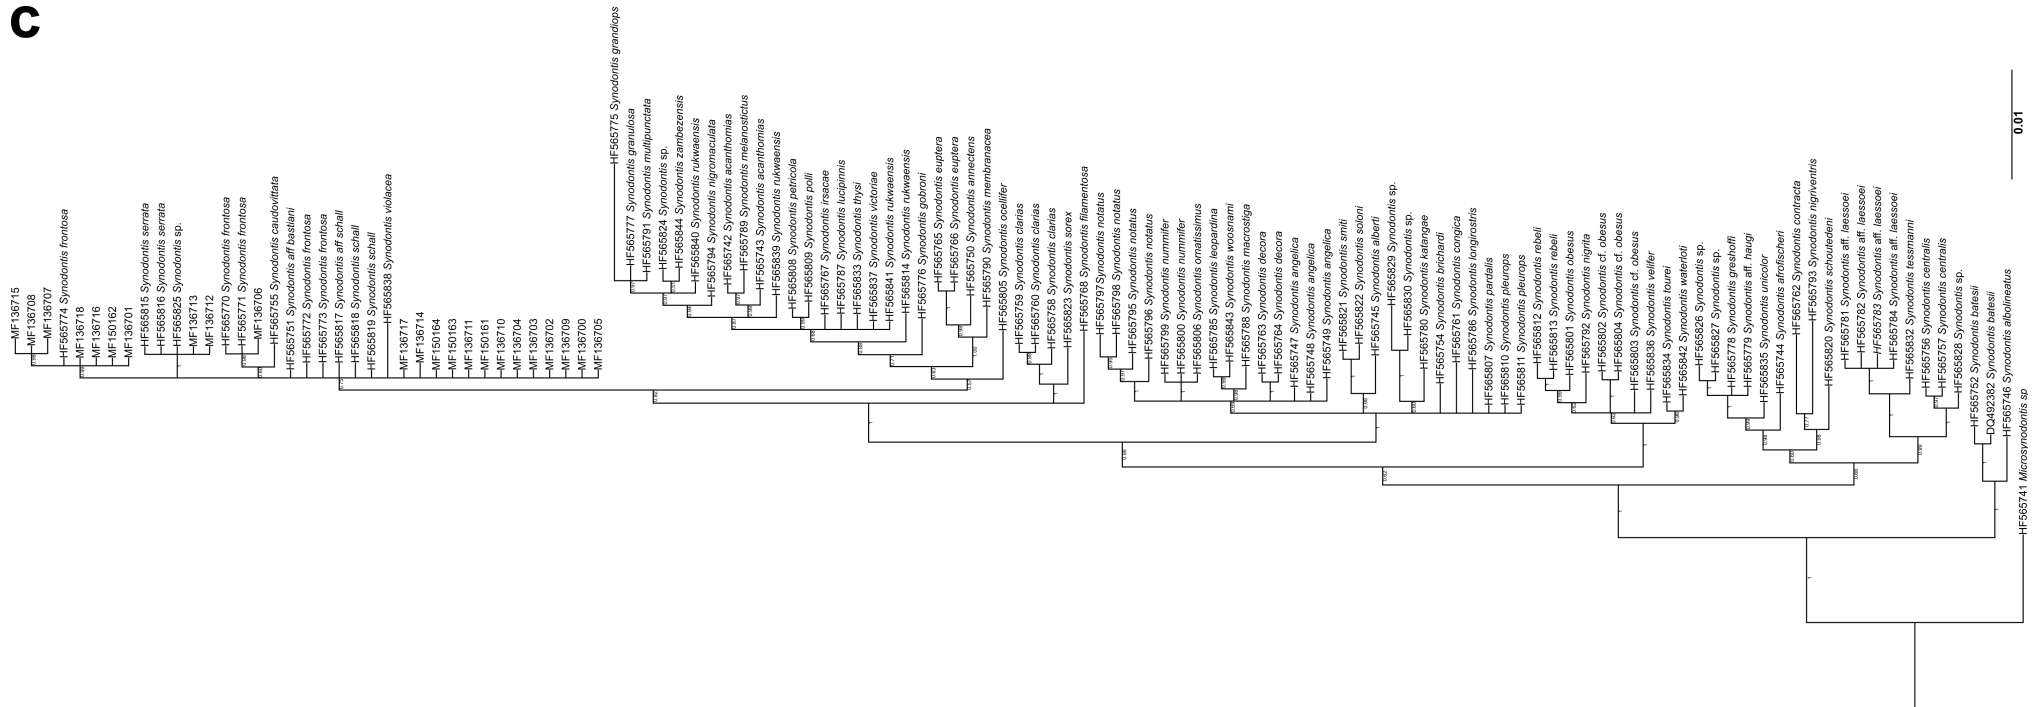 C
MF136715
MF136708
MF136707
HF565774 Synodontis frontosa
MF136718
MF136716
MF150162
MF136701
HF565815 Synodontis serrata
HF565816 Synodontis serrata
HF565825 Synodontis sp.
MF136713
MF136712
HF565770 Synodontis frontosa
HF565771 Synodontis frontosa
MF136706
HF565755 Synodontis caudovittata
HF565751 Synodontis aff bastiani
HF565772 Synodontis frontosa
HF565773 Synodontis frontosa
HF565817 Synodontis aff schall
HF565818 Synodontis schall
HF565819 Synodontis schall
HF565838 Synodontis violacea
MF136717
MF136714
MF150164
MF150163
MF136711
MF150161
MF136710
MF136704
MF136703
MF136702
MF136709
MF136700
MF136705
HF565775 Synodontis grandiops
HF565777 Synodontis granulosa
HF565791 Synodontis multipunctata
HF565824 Synodontis sp.
HF565844 Synodontis zambezensis
HF565840 Synodontis rukwaensis
HF565794 Synodontis nigromaculata
HF565742 Synodontis acanthomias
HF565789 Synodontis melanostictus
HF565743 Synodontis acanthomias
HF565839 Synodontis rukwaensis
HF565808 Synodontis petricola
HF565809 Synodontis polli
HF565767 Synodontis irsacae
HF565787 Synodontis lucipinnis
HF565833 Synodontis thysi
HF565837 Synodontis victoriae
HF565841 Synodontis rukwaensis
HF565814 Synodontis rukwaensis
HF565776 Synodontis gobroni
HF565765 Synodontis euptera
HF565766 Synodontis euptera
HF565750 Synodontis annectens
HF565790 Synodontis membranacea
HF565805 Synodontis ocellifer
HF565759 Synodontis clarias
HF565760 Synodontis clarias
HF565758 Synodontis clarias
HF565823 Synodontis sorex
HF565768 Synodontis filamentosa
HF565797 Synodontis notatus
HF565798 Synodontis notatus
HF565795 Synodontis notatus
HF565796 Synodontis notatus
HF565799 Synodontis nummifer
HF565800 Synodontis nummifer
HF565806 Synodontis ornatissimus
HF565785 Synodontis leopardina
HF565843 Synodontis woosnami
HF565788 Synodontis macrostiga
HF565763 Synodontis decora
HF565764 Synodontis decora
HF565747 Synodontis angelica
HF565748 Synodontis angelica
HF565749 Synodontis angelica
HF565821 Synodontis smiti
HF565822 Synodontis soloni
HF565745 Synodontis alberti
HF565829 Synodontis sp.
HF565830 Synodontis sp.
HF565780 Synodontis katangae
HF565754 Synodontis brichardi
HF565761 Synodontis congica
HF565786 Synodontis longirostris
HF565807 Synodontis pardalis
HF565810 Synodontis pleurops
HF565811 Synodontis pleurops
HF565812 Synodontis rebeli
HF565813 Synodontis rebeli
HF565801 Synodontis obesus
HF565792 Synodontis nigrita
HF565802 Synodontis cf. obesus
HF565804 Synodontis cf. obesus
HF565803 Synodontis cf. obesus
HF565836 Synodontis velifer
HF565834 Synodontis tourei
HF565842 Synodontis waterloti
HF565826 Synodontis sp.
HF565827 Synodontis sp.
HF565778 Synodontis greshoffi
HF565779 Synodontis aff. haugi
HF565835 Synodontis unicolor
HF565744 Synodontis afrofischeri
HF565762 Synodontis contracta
HF565793 Synodontis nigriventris
HF565820 Synodontis schoutedeni
HF565781 Synodontis aff. laessoei
HF565782 Synodontis aff. laessoei
HF565783 Synodontis aff. laessoei
HF565784 Synodontis aff. laessoei
HF565832 Synodontis tessmanni
HF565756 Synodontis centralis
HF565757 Synodontis centralis
HF565828 Synodontis sp.
HF565752 Synodontis batesii
DQ492382 Synodontis batesii
HF565746 Synodontis albolineatus
HF565741 Microsynodontis sp
0.01